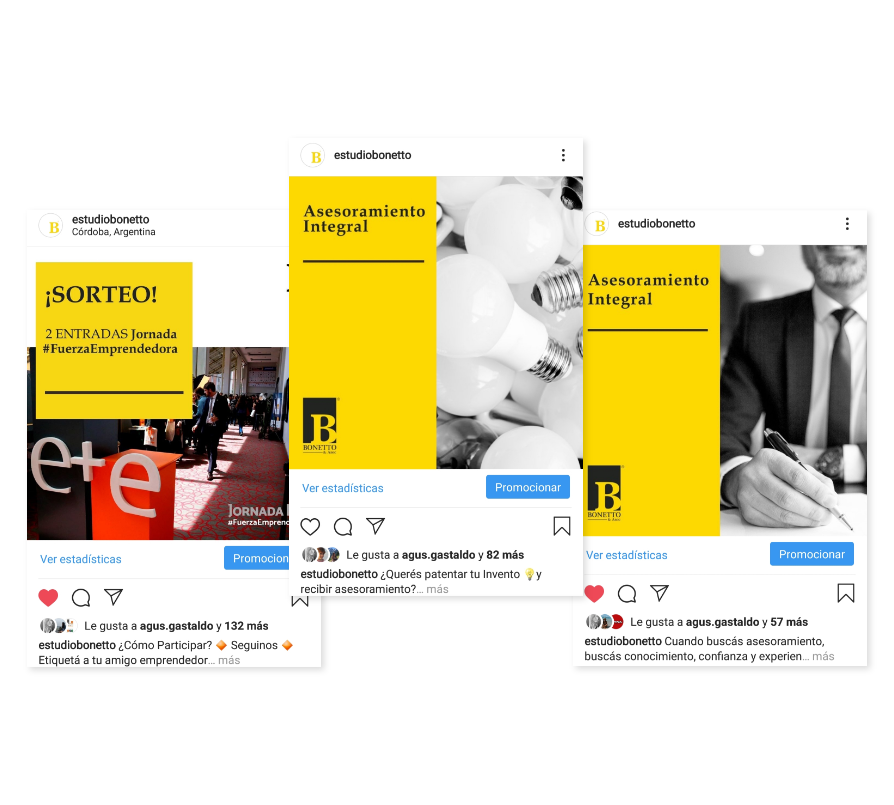 estudiobonetto
Córdoba, Argentina
¡SORTEO!
2 ENTRADAS Jornada
#FuerzaEmprendedora
e+e
JORNADA
#FuerzaEmpren
Ver estadísticas
Promocion
Le gusta a agus.gastaldo y 132 más
estudiobonetto ¿Cómo Participar? 🔶 Seguinos 🔶
Etiquetá a tu amigo emprendedor... más
B
estudiobonetto
Asesoramiento
Integral
B
BONETTO
Ver estadísticas
Promocionar
Le gusta a agus.gastaldo y 82 más
estudiobonetto ¿Querés patentar tu Invento 💡y
recibir asesoramiento?... más
B
estudiobonetto
Asesoramiento
Integral
B
BONETTO
Ver estadísticas
Promocionar
Le gusta a agus.gastaldo y 57 más
estudiobonetto Cuando buscás asesoramiento,
buscás conocimiento, confianza y experien... más